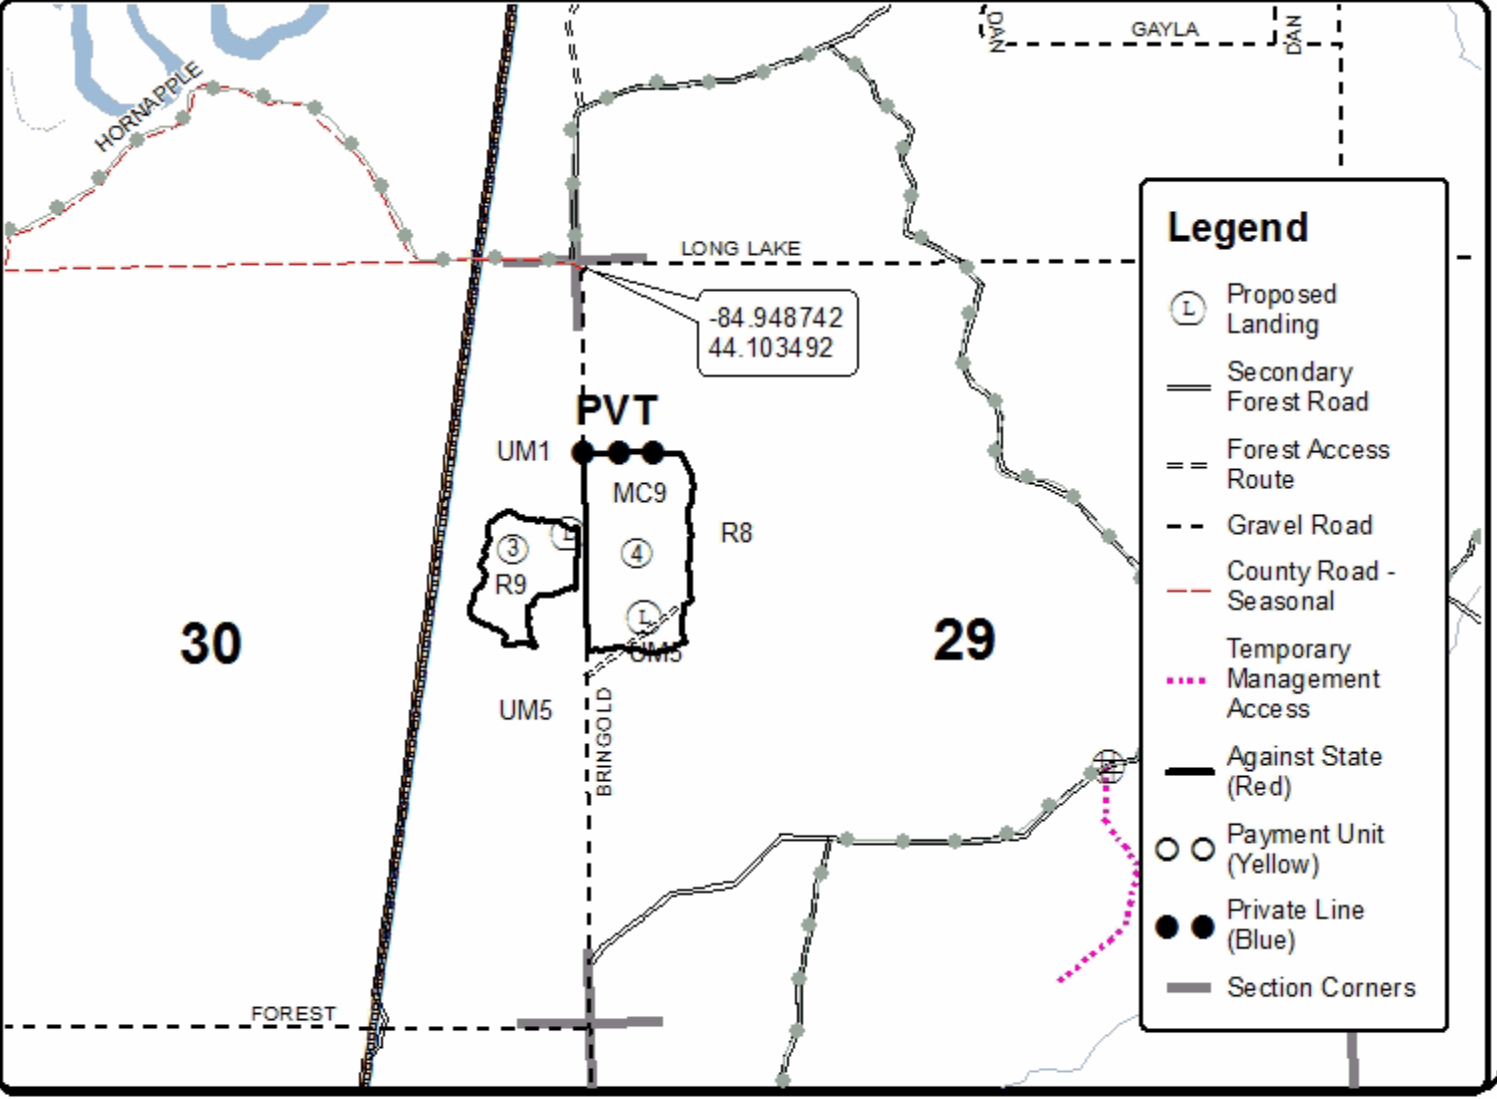 DAN
GAYLA
DAN
HORNAPPLE
LONG LAKE
-84.948742
44.103492
PVT
UM1
MC9
R8
L
3
4
R9
L
30
29
UM5
UM5
BRINGOLD
FOREST
Legend
L
Proposed
Landing
Secondary
Forest Road
Forest Access
Route
Gravel Road
County Road -
Seasonal
Temporary
Management
Access
Against State
(Red)
Payment Unit
(Yellow)
Private Line
(Blue)
Section Corners